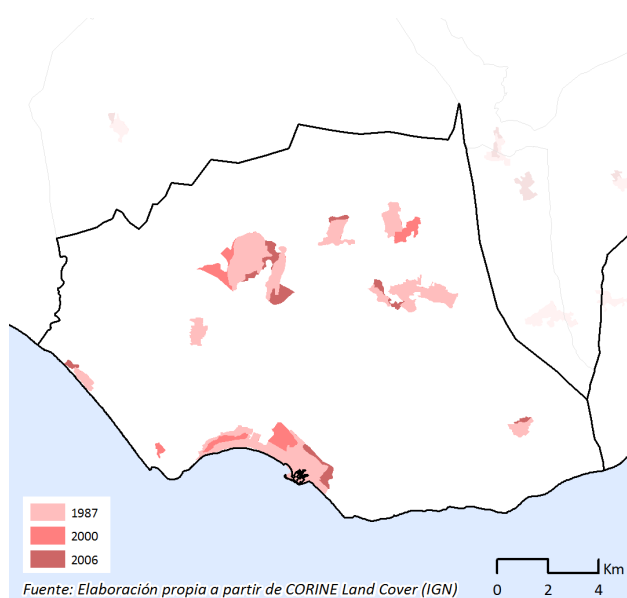 1987
2000
2006
Km
0 2 4
Fuente: Elaboración propia a partir de CORINE Land Cover (IGN)